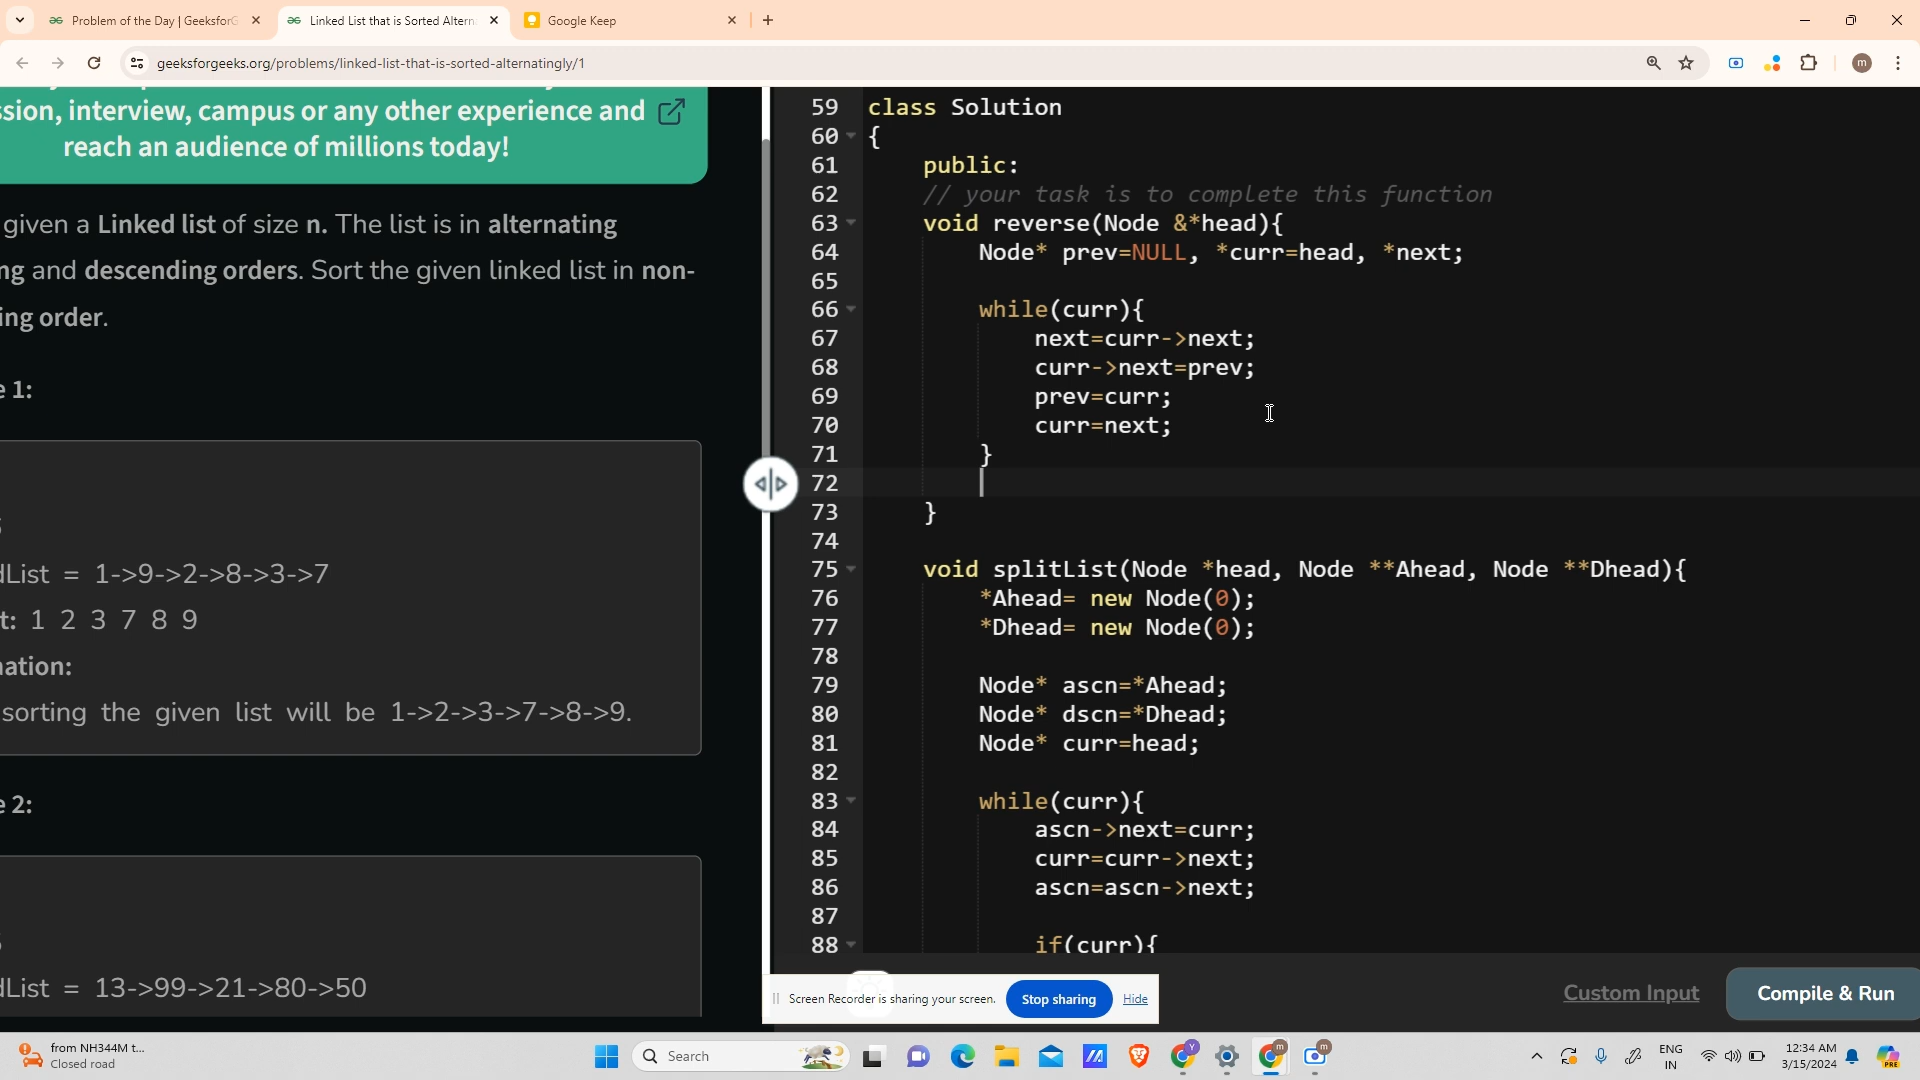 Problem of the Day | GeeksforG
Linked List that is Sorted Altern
Google Keep
geeksforgeeks.org/problems/linked-list-that-is-sorted-alternatingly/1
m
ssion, interview, campus or any other experience and
reach an audience of millions today!
given a Linked list of size n. The list is in alternating
ng and descending orders. Sort the given linked list in non-
ing order.
e 1:
dList = 1->9->2->8->3->7
t: 1 2 3 7 8 9
nation:
sorting the given list will be 1->2->3->7->8->9.
e 2:
dList = 13->99->21->80->50
59 class Solution
60 {
61 public:
62 // your task is to complete this function
63 void reverse(Node &*head){
64 Node* prev=NULL, *curr=head, *next;
65
66 while(curr){
67 next=curr->next;
68 curr->next=prev;
69 prev=curr;
70 curr=next;
71 }
72
73 }
74
75 void splitList(Node *head, Node **Ahead, Node **Dhead){
76 *Ahead= new Node(0);
77 *Dhead= new Node(0);
78
79 Node* ascn=*Ahead;
80 Node* dscn=*Dhead;
81 Node* curr=head;
82
83 while(curr){
84 ascn->next=curr;
85 curr=curr->next;
86 ascn=ascn->next;
87
88 if(curr){
Custom Input
Compile & Run
Screen Recorder is sharing your screen.
Stop sharing
Hide
from NH344M t...
Closed road
Search
ENG
IN
12:34 AM
3/15/2024